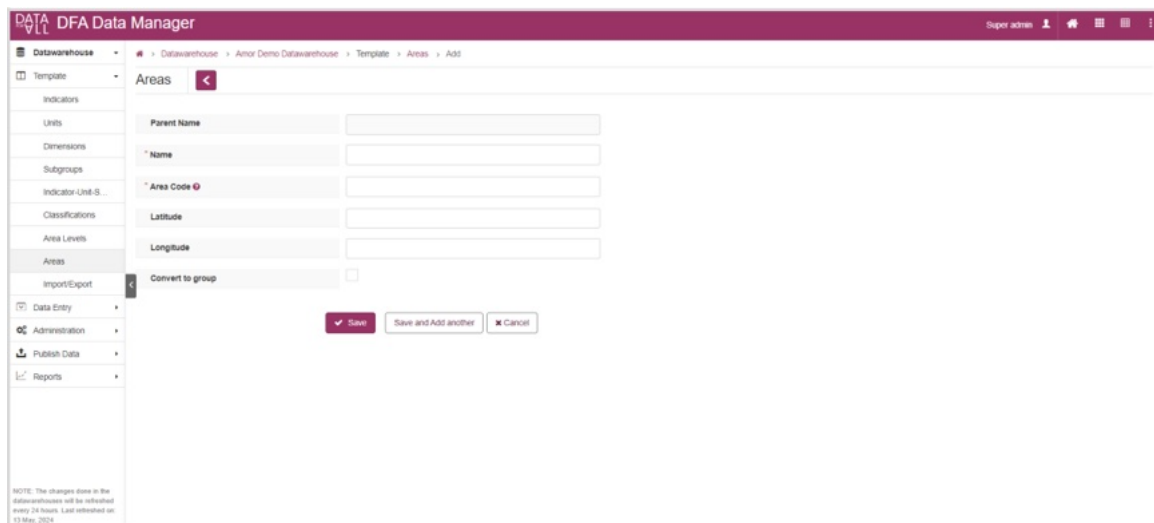 DATA FOR ALL DFA Data Manager
Super admin
Datawarehouse
Datawarehouse > Amor Demo Datawarehouse > Template > Areas > Add
Template
Areas
Indicators
Units
Dimensions
Subgroups
Indicator-Unit-S...
Classifications
Area Levels
Areas
Import/Export
Data Entry
Administration
Publish Data
Reports
Parent Name
* Name
* Area Code
Latitude
Longitude
Convert to group
Save
Save and Add another
Cancel
NOTE: The changes done in the
datawarehouses will be refreshed
every 24 hours. Last refreshed on:
13 May, 2024